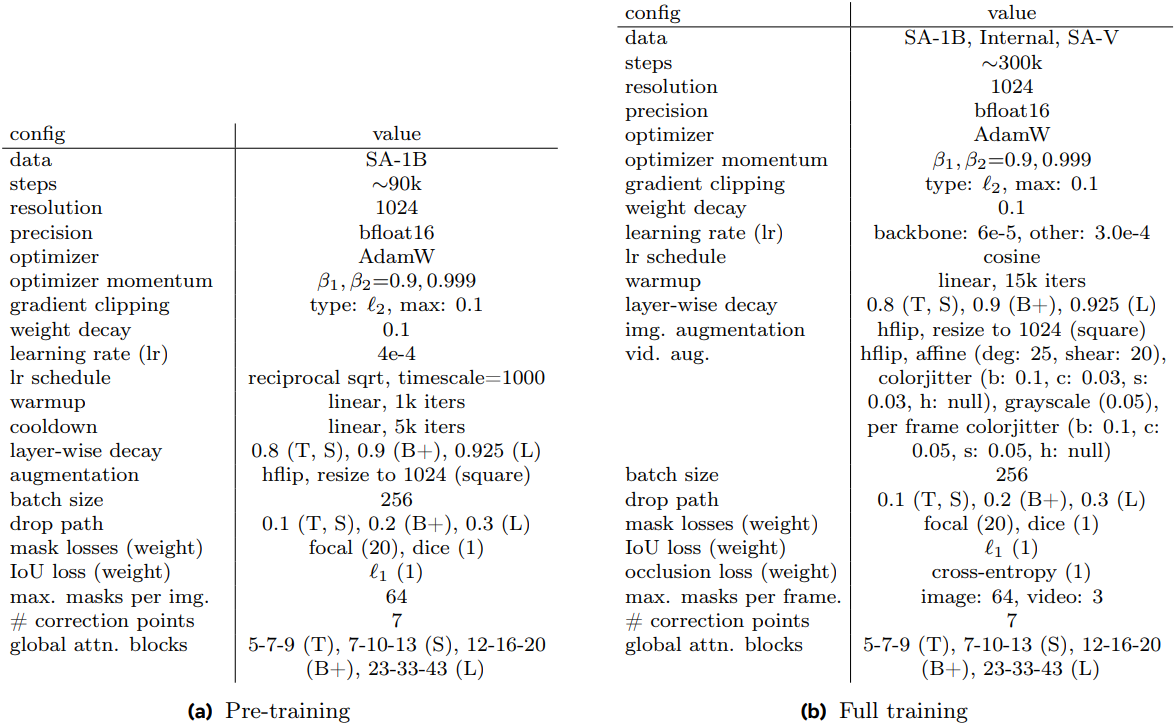 config value
data SA-1B
steps ∼90k
resolution 1024
precision bfloat16
optimizer AdamW
optimizer momentum β1, β2=0.9, 0.999
gradient clipping type: ℓ2, max: 0.1
weight decay 0.1
learning rate (lr) 4e-4
lr schedule reciprocal sqrt, timescale=1000
warmup linear, 1k iters
cooldown linear, 5k iters
layer-wise decay 0.8 (T, S), 0.9 (B+), 0.925 (L)
augmentation hflip, resize to 1024 (square)
batch size 256
drop path 0.1 (T, S), 0.2 (B+), 0.3 (L)
mask losses (weight) focal (20), dice (1)
IoU loss (weight) ℓ1 (1)
max. masks per img. 64
# correction points 7
global attn. blocks 5-7-9 (T), 7-10-13 (S), 12-16-20
(B+), 23-33-43 (L)
(a) Pre-training
config value
data SA-1B, Internal, SA-V
steps ∼300k
resolution 1024
precision bfloat16
optimizer AdamW
optimizer momentum β1, β2=0.9, 0.999
gradient clipping type: ℓ2, max: 0.1
weight decay 0.1
learning rate (lr) backbone: 6e-5, other: 3.0e-4
lr schedule cosine
warmup linear, 15k iters
layer-wise decay 0.8 (T, S), 0.9 (B+), 0.925 (L)
img. augmentation hflip, resize to 1024 (square)
vid. aug. hflip, affine (deg: 25, shear: 20),
colorjitter (b: 0.1, c: 0.03, s:
0.03, h: null), grayscale (0.05),
per frame colorjitter (b: 0.1, c:
0.05, s: 0.05, h: null)
batch size 256
drop path 0.1 (T, S), 0.2 (B+), 0.3 (L)
mask losses (weight) focal (20), dice (1)
IoU loss (weight) ℓ1 (1)
occlusion loss (weight) cross-entropy (1)
max. masks per frame. image: 64, video: 3
# correction points 7
global attn. blocks 5-7-9 (T), 7-10-13 (S), 12-16-20
(B+), 23-33-43 (L)
(b) Full training